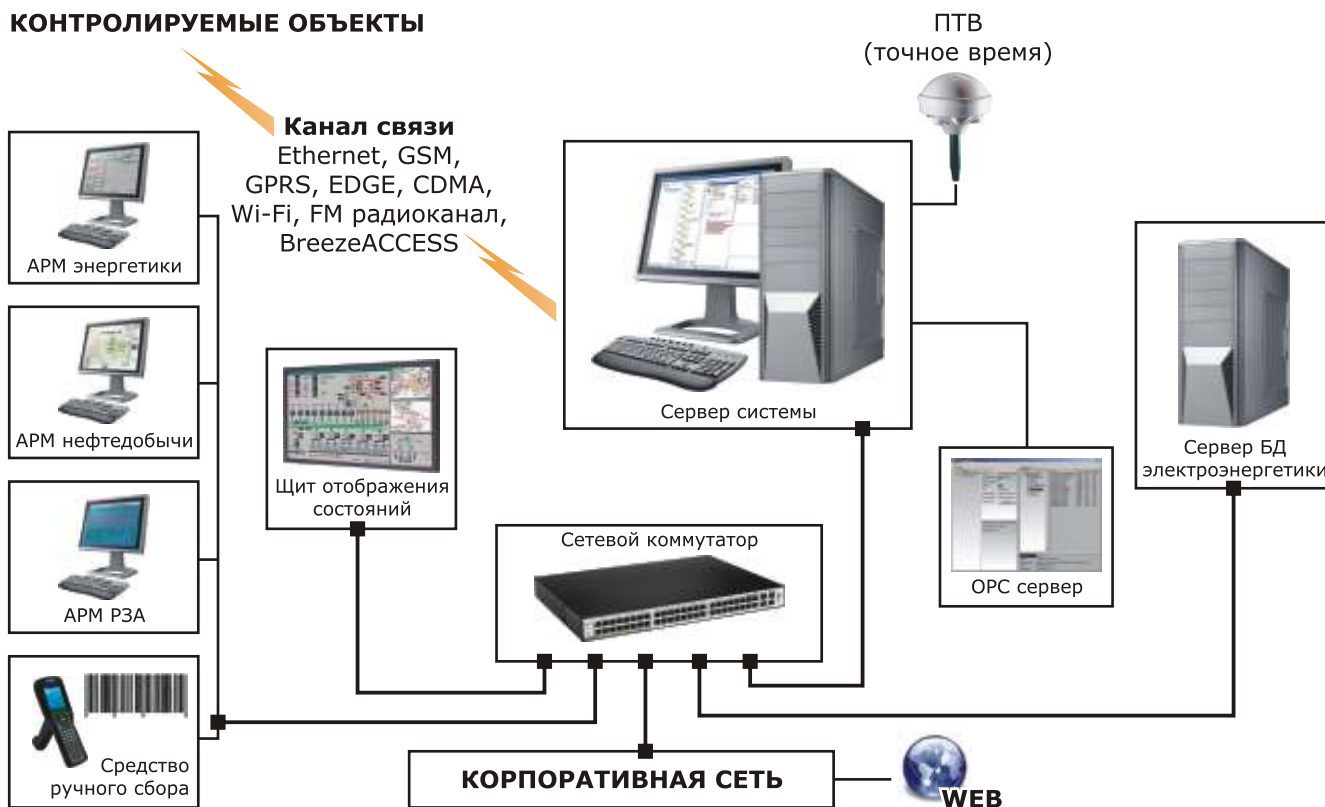 КОНТРОЛИРУЕМЫЕ ОБЪЕКТЫ
ПТВ
(точное время)
Канал связи
Ethernet, GSM,
GPRS, EDGE, CDMA,
Wi-Fi, FM радиоканал,
BreezeACCESS
АРМ энергетики
АРМ нефтедобычи
АРМ РЗА
Средство
ручного сбора
Щит отображения
состояний
Сервер системы
Сетевой коммутатор
ОРС сервер
Сервер БД
электроэнергетики
КОРПОРАТИВНАЯ СЕТЬ
WEB